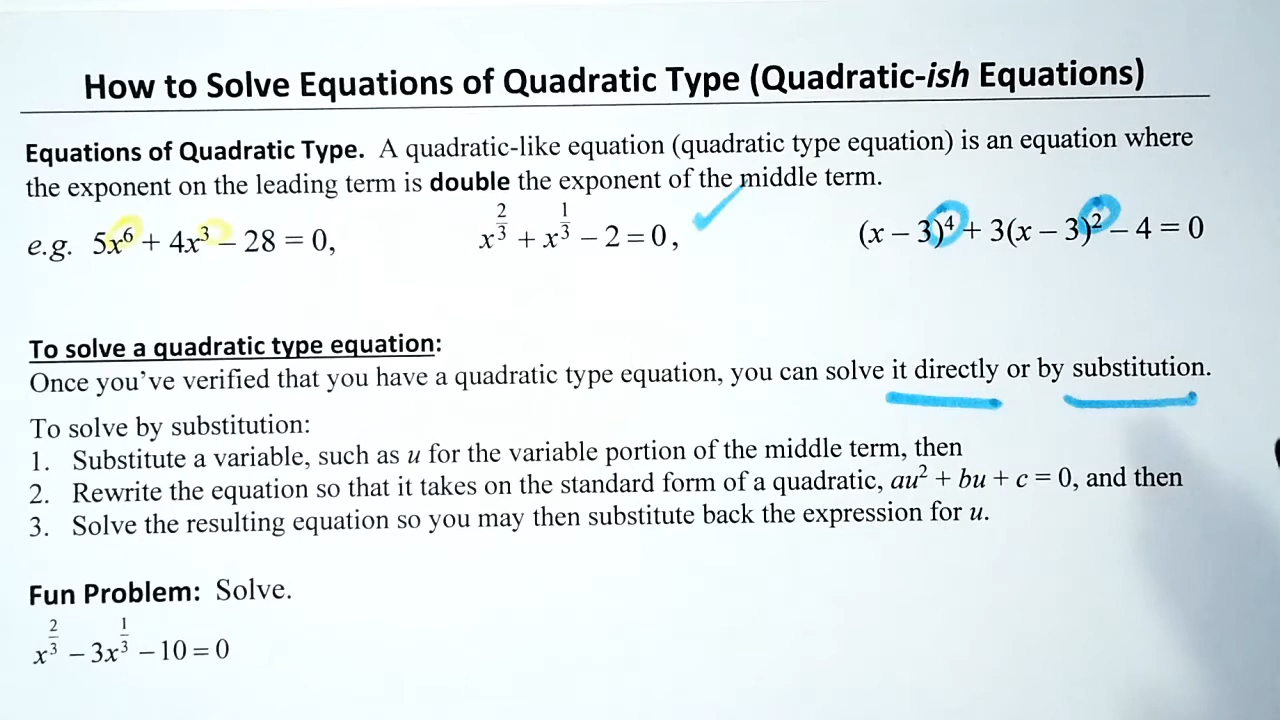 How to Solve Equations of Quadratic Type (Quadratic-ish Equations)
Equations of Quadratic Type. A quadratic-like equation (quadratic type equation) is an equation where
the exponent on the leading term is double the exponent of the middle term.
e.g. 5x⁶ + 4x³ – 28 = 0, x^(2/3) + x^(1/3) – 2 = 0, (x – 3)⁴ + 3(x – 3)² – 4 = 0
To solve a quadratic type equation:
Once you’ve verified that you have a quadratic type equation, you can solve it directly or by substitution.
To solve by substitution:
1. Substitute a variable, such as u for the variable portion of the middle term, then
2. Rewrite the equation so that it takes on the standard form of a quadratic, au² + bu + c = 0, and then
3. Solve the resulting equation so you may then substitute back the expression for u.
Fun Problem: Solve.
x^(2/3) – 3x^(1/3) – 10 = 0